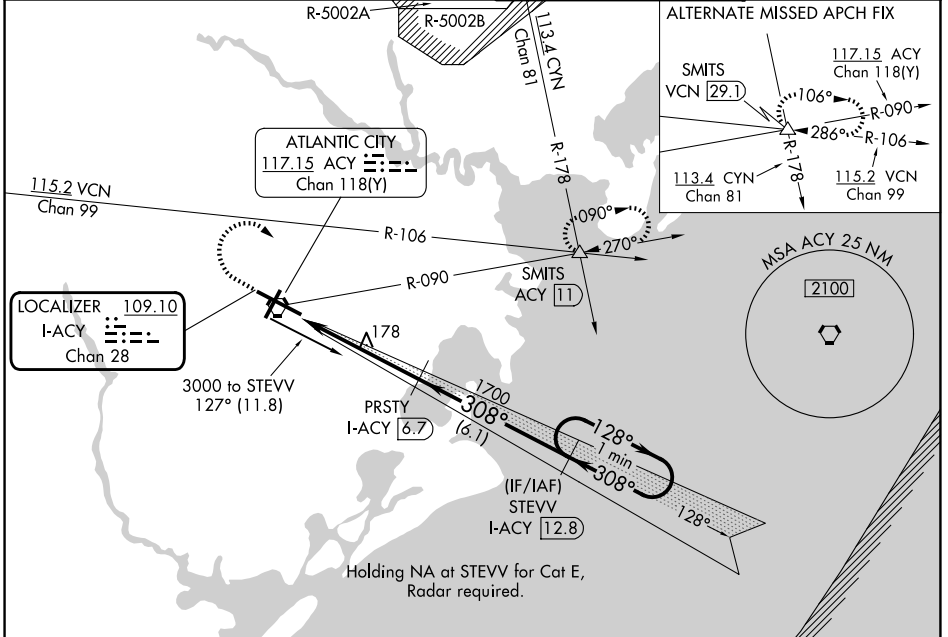 R-5002A
R-5002B
113.4 CYN
Chan 81
R-178
ALTERNATE MISSED APCH FIX
SMITS
VCN 29.1
117.15 ACY
Chan 118(Y)
106°
R-090
286°
R-106
R-178
113.4 CYN
Chan 81
115.2 VCN
Chan 99
ATLANTIC CITY
117.15 ACY
Chan 118(Y)
115.2 VCN
Chan 99
R-106
090°
270°
R-090
SMITS
ACY 11
MSA ACY 25 NM
2100
LOCALIZER 109.10
I-ACY
Chan 28
178
3000 to STEVV
127° (11.8)
PRSTY
I-ACY 6.7
1700
308°
(6.1)
128°
1 min
308°
(IF/IAF)
STEVV
I-ACY 12.8
128°
Holding NA at STEVV for Cat E,
Radar required.